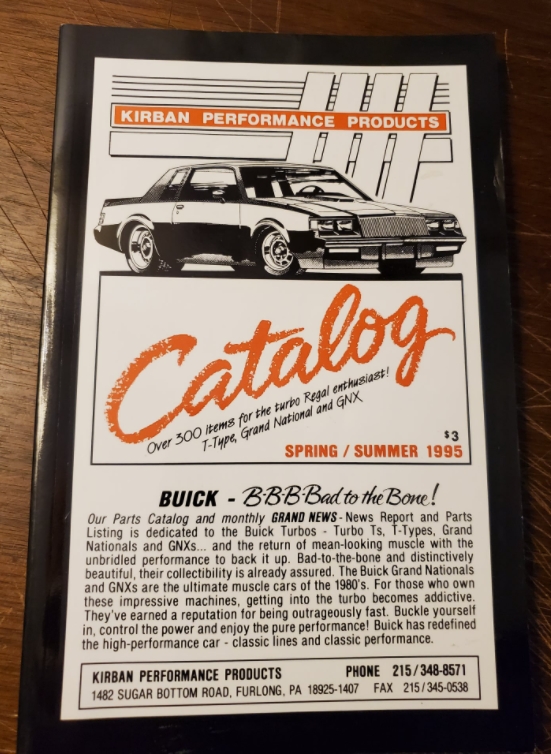 KIRBAN PERFORMANCE PRODUCTS
Catalog
Over 300 items for the turbo Regal enthusiast!
T-Type, Grand National and GNX
$3
SPRING / SUMMER 1995
BUICK - B-B-B-Bad to the Bone!
Our Parts Catalog and monthly GRAND NEWS - News Report and Parts
Listing is dedicated to the Buick Turbos - Turbo Ts, T-Types, Grand
Nationals and GNXs... and the return of mean-looking muscle with the
unbridled performance to back it up. Bad-to-the-bone and distinctively
beautiful, their collectibility is already assured. The Buick Grand Nationals
and GNXs are the ultimate muscle cars of the 1980's. For those who own
these impressive machines, getting into the turbo becomes addictive.
They've earned a reputation for being outrageously fast. Buckle yourself
in, control the power and enjoy the pure performance! Buick has redefined
the high-performance car - classic lines and classic performance.
KIRBAN PERFORMANCE PRODUCTS PHONE 215/348-8571
1482 SUGAR BOTTOM ROAD, FURLONG, PA 18925-1407 FAX 215/345-0538